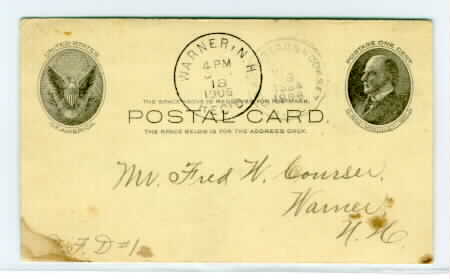 UNITED STATES
OF AMERICA
WARNER, N.H.
4 PM
18
1906
POSTAGE ONE CENT
THE SPACE ABOVE IS RESERVED FOR POSTMARK.
POSTAL CARD.
THE SPACE BELOW IS FOR THE ADDRESS ONLY.
Mr. Fred W. Courser.
Warner,
N. H
R. F. D #1